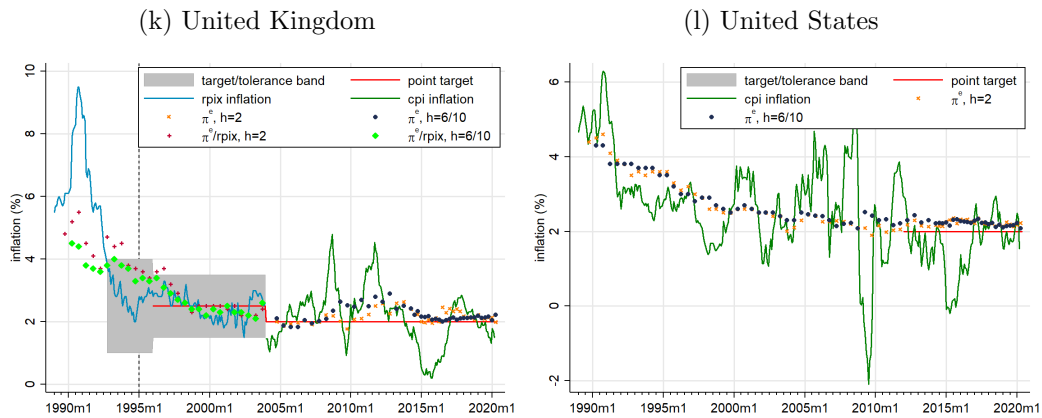 (k) United Kingdom
target/tolerance band
point target
rpix inflation
cpi inflation
πᵉ, h=2
πᵉ, h=6/10
πᵉ/rpix, h=2
πᵉ/rpix, h=6/10
inflation (%)
10
8
6
4
2
0
1990m1 1995m1 2000m1 2005m1 2010m1 2015m1 2020m1
(l) United States
target/tolerance band
point target
cpi inflation
πᵉ, h=2
πᵉ, h=6/10
inflation (%)
6
4
2
0
-2
1990m1 1995m1 2000m1 2005m1 2010m1 2015m1 2020m1